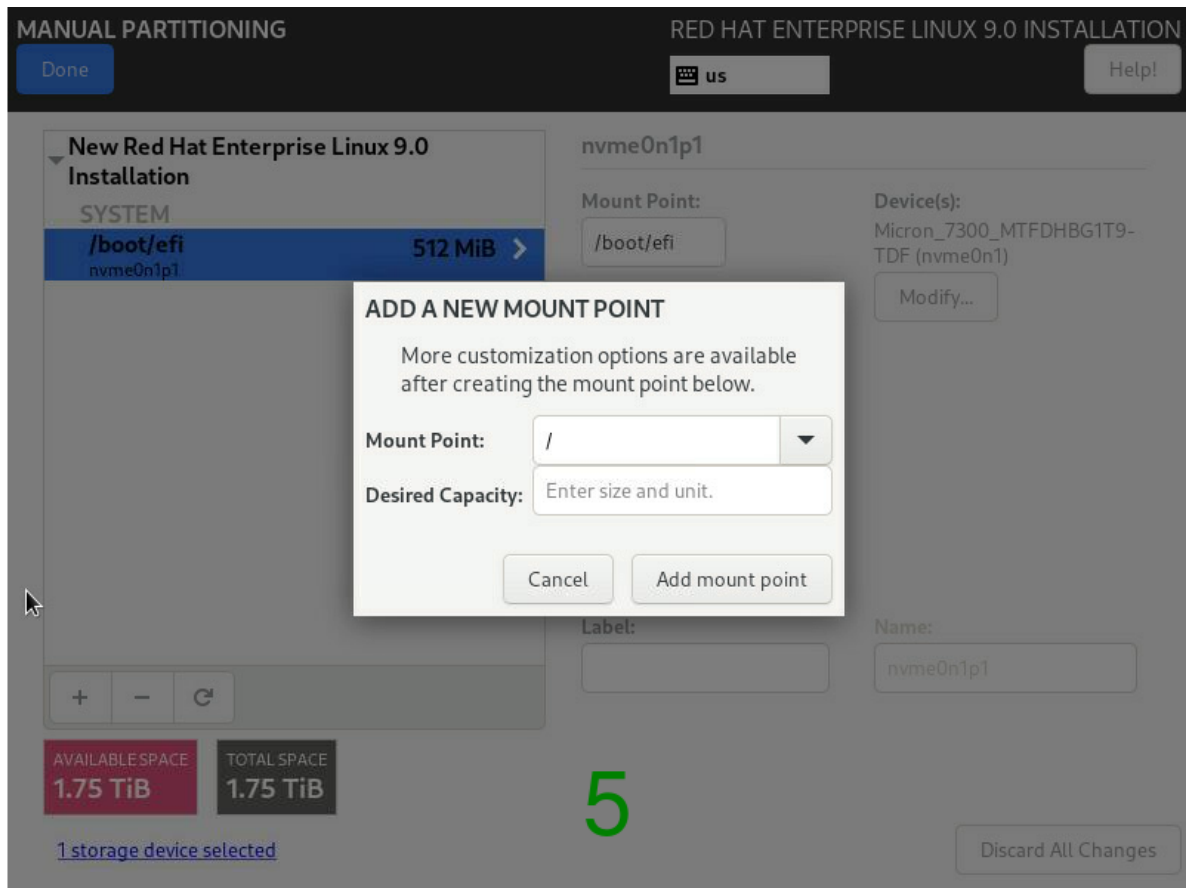 MANUAL PARTITIONING
RED HAT ENTERPRISE LINUX 9.0 INSTALLATION
Done
us
Help!
New Red Hat Enterprise Linux 9.0
Installation
SYSTEM
/boot/efi
512 MiB
nvme0n1p1
nvme0n1p1
Mount Point:
/boot/efi
Device(s):
Micron_7300_MTFDHBG1T9-
TDF (nvme0n1)
Modify...
ADD A NEW MOUNT POINT
More customization options are available
after creating the mount point below.
Mount Point:
/
Desired Capacity:
Enter size and unit.
Cancel
Add mount point
Label:
Name:
nvme0n1p1
+ −
AVAILABLE SPACE
1.75 TiB
TOTAL SPACE
1.75 TiB
5
1 storage device selected
Discard All Changes